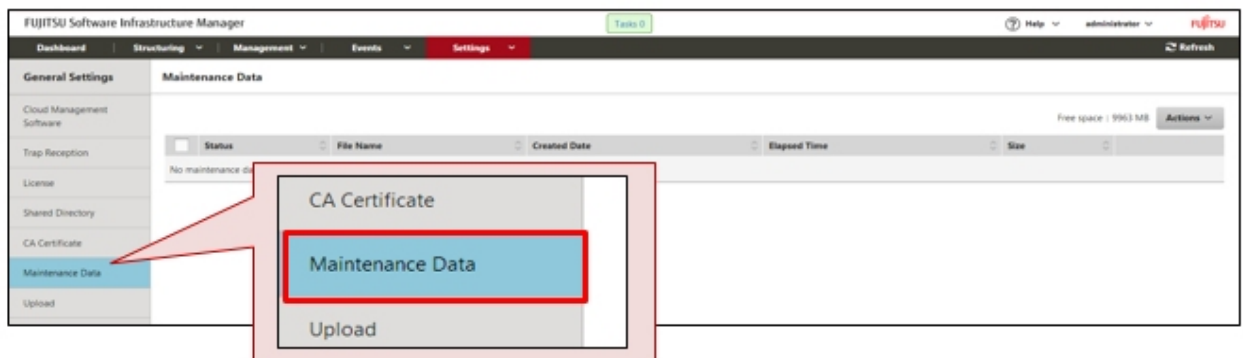 FUJITSU Software Infrastructure Manager
Tasks 0
Help
administrator
FUJITSU
Dashboard
Structuring
Management
Events
Settings
Refresh
General Settings
Maintenance Data
Cloud Management
Software
Free space : 9963 MB
Actions
Trap Reception
Status
File Name
Created Date
Elapsed Time
Size
No maintenance da
License
Shared Directory
CA Certificate
Maintenance Data
Upload
CA Certificate
Maintenance Data
Upload